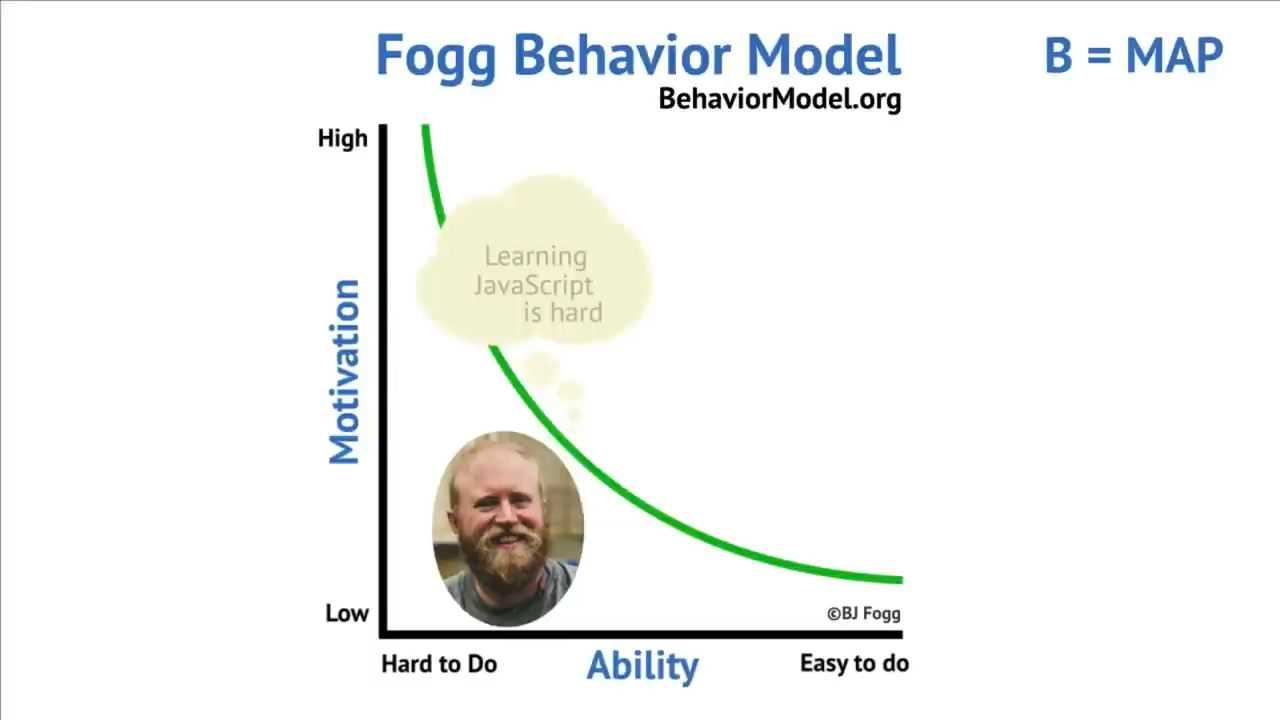 Fogg Behavior Model
B = MAP
BehaviorModel.org
High
Learning
JavaScript
is hard
Motivation
Low
©BJ Fogg
Hard to Do
Ability
Easy to do